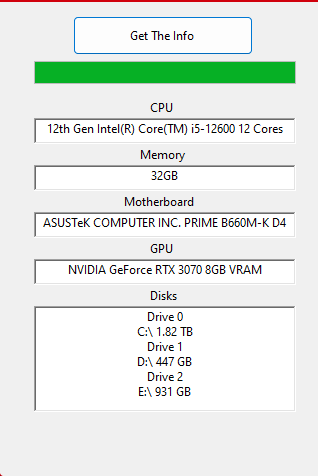 Get The Info
CPU
12th Gen Intel(R) Core(TM) i5-12600 12 Cores
Memory
32GB
Motherboard
ASUSTeK COMPUTER INC. PRIME B660M-K D4
GPU
NVIDIA GeForce RTX 3070 8GB VRAM
Disks
Drive 0
C:\ 1.82 TB
Drive 1
D:\ 447 GB
Drive 2
E:\ 931 GB